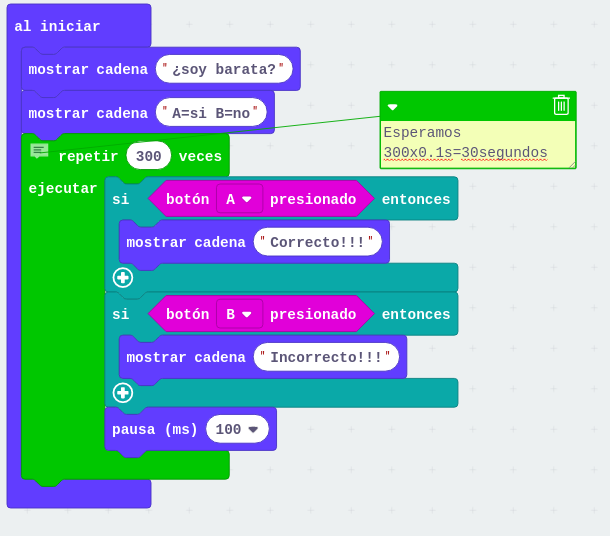 al iniciar
mostrar cadena "¿soy barata?"
mostrar cadena "A=si B=no"
Esperamos
300x0.1s=30segundos
repetir 300 veces
ejecutar
si botón A presionado entonces
mostrar cadena "Correcto!!!"
si botón B presionado entonces
mostrar cadena "Incorrecto!!!"
pausa (ms) 100